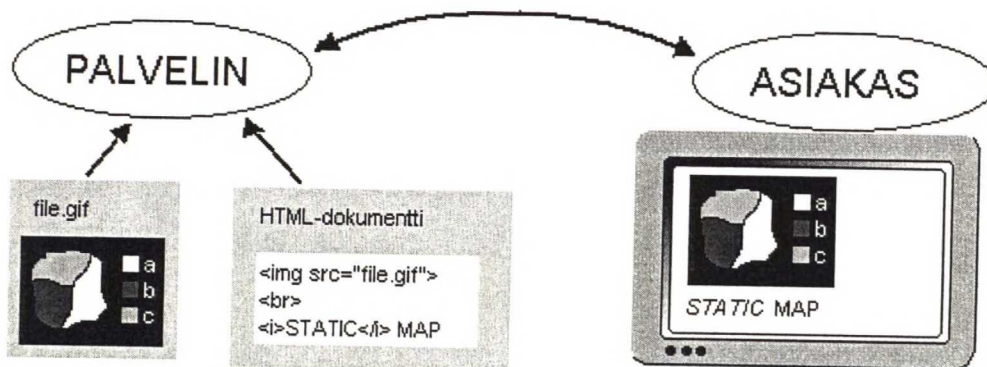 PALVELIN
ASIAKAS
file.gif
a
b
c
HTML-dokumentti
<img src="file.gif">
<br>
<i>STATIC</i> MAP
a
b
c
STATIC MAP